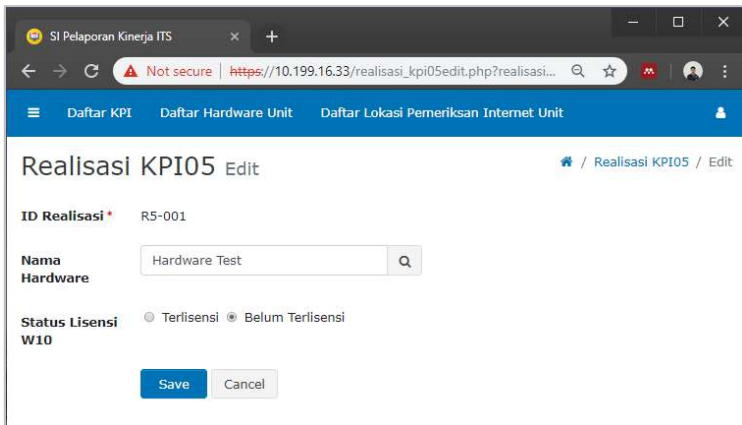 SI Pelaporan Kinerja ITS
Not secure | https://10.199.16.33/realisasi_kpi05edit.php?realisasi...
Daftar KPI Daftar Hardware Unit Daftar Lokasi Pemeriksan Internet Unit
Realisasi KPI05 Edit / Realisasi KPI05 / Edit
ID Realisasi * R5-001
Nama Hardware Hardware Test
Status Lisensi W10 Terlisensi Belum Terlisensi
Save Cancel